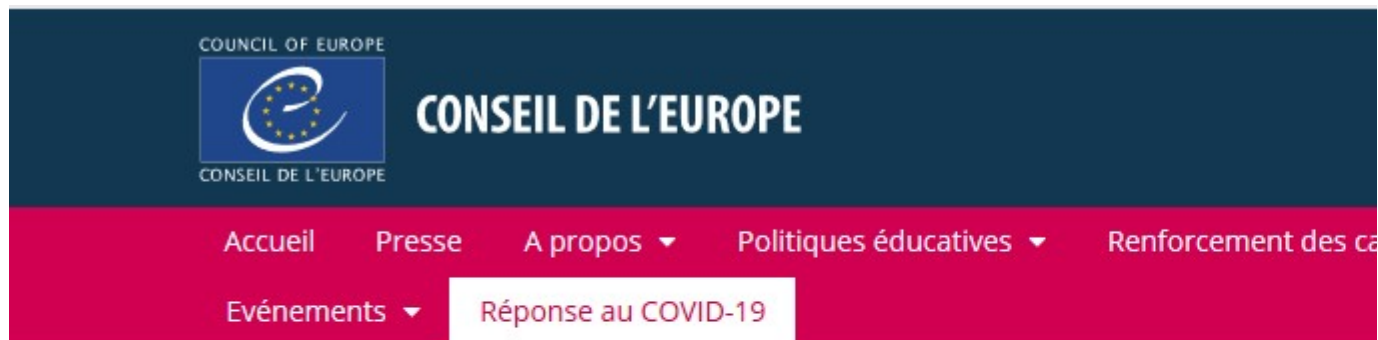 COUNCIL OF EUROPE
CONSEIL DE L'EUROPE
CONSEIL DE L'EUROPE
Accueil Presse A propos Politiques éducatives Renforcement des
Evénements Réponse au COVID-19